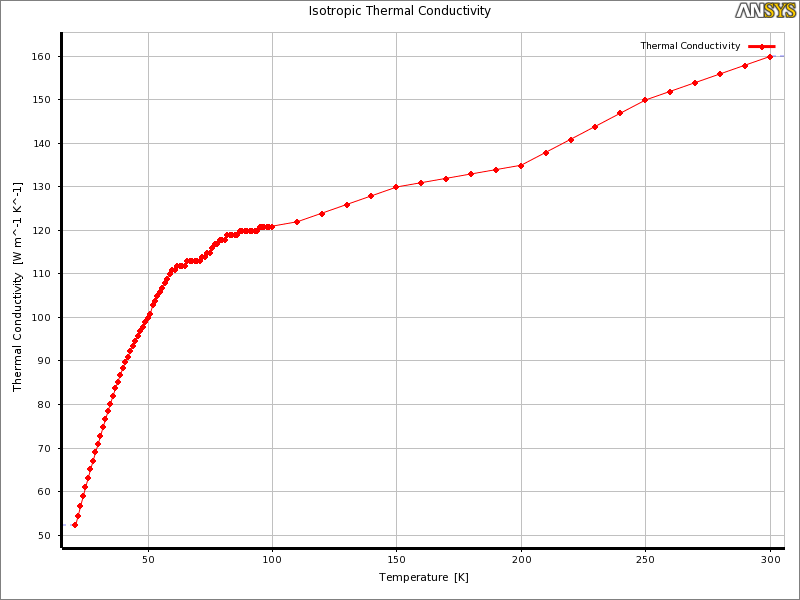 Isotropic Thermal Conductivity
ANSYS
Thermal Conductivity
160
150
140
130
120
110
100
90
80
70
60
50
Thermal Conductivity [W m^-1 K^-1]
50 100 150 200 250 300
Temperature [K]